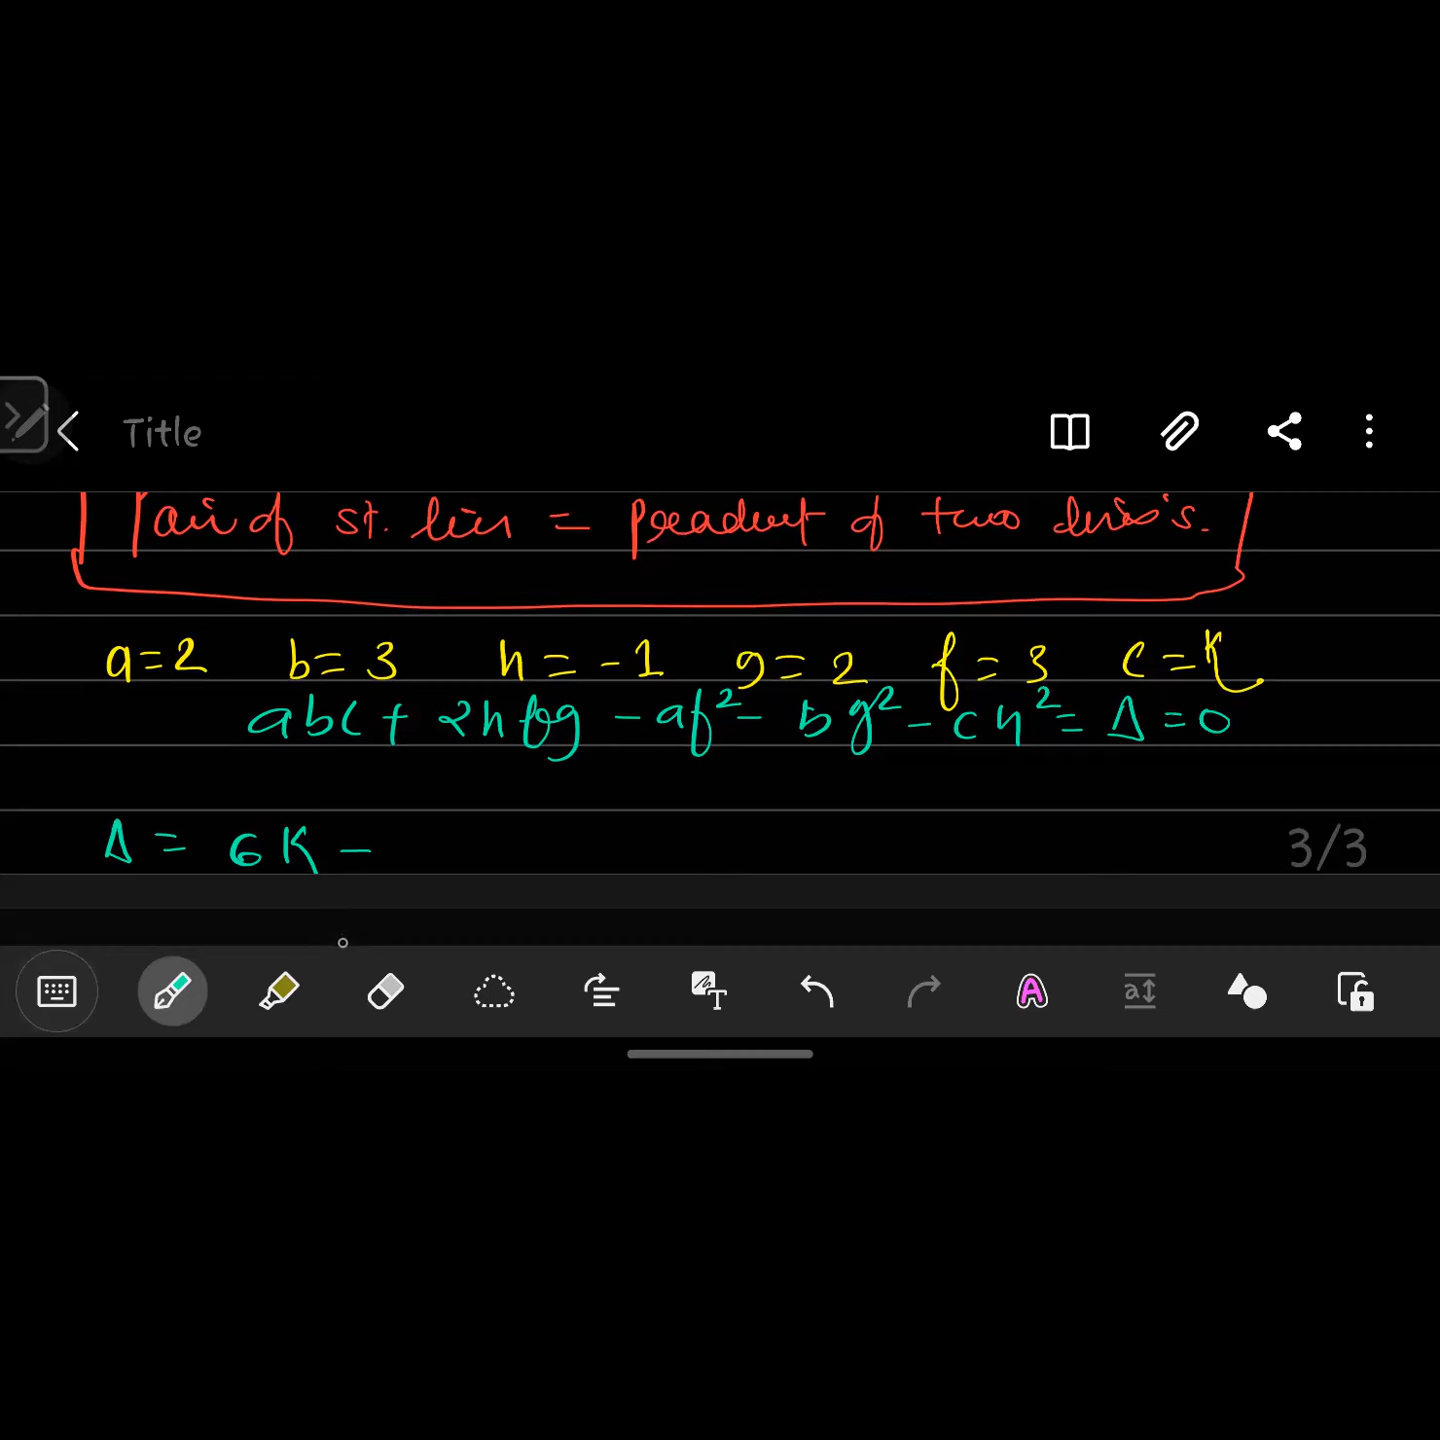 Title
Pair of st. lies = product of two lines's.
a=2 b=3 h=-1 g=2 f=3 c=K
abc + 2hfg - af² - bg² - ch² = Δ = 0
Δ = 6K -
3/3
T
A
a